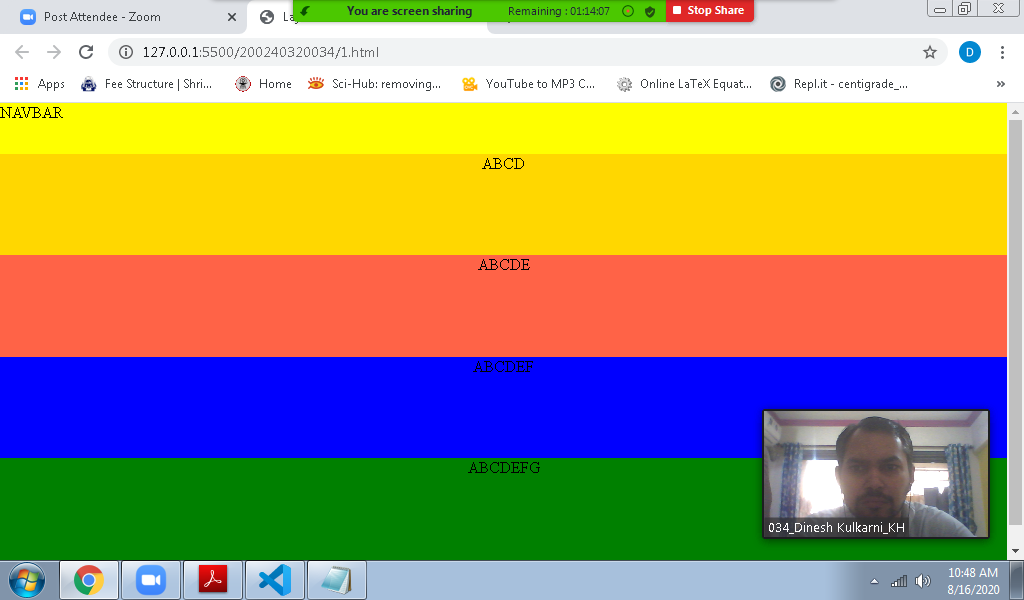 Post Attendee - Zoom
You are screen sharing
Remaining : 01:14:07
Stop Share
127.0.0.1:5500/200240320034/1.html
D
Apps
Fee Structure | Shri...
Home
Sci-Hub: removing...
YouTube to MP3 C...
Online LaTeX Equat...
Repl.it - centigrade_...
NAVBAR
ABCD
ABCDE
ABCDEF
ABCDEFG
034_Dinesh Kulkarni_KH
10:48 AM
8/16/2020